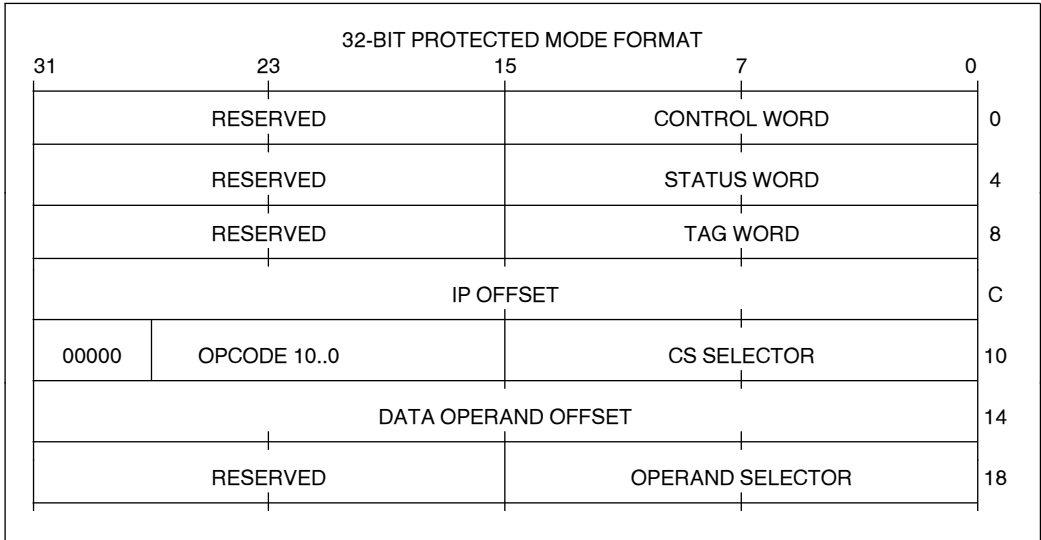 32-BIT PROTECTED MODE FORMAT
31 23 15 7 0
RESERVED CONTROL WORD 0
RESERVED STATUS WORD 4
RESERVED TAG WORD 8
IP OFFSET C
00000 OPCODE 10..0 CS SELECTOR 10
DATA OPERAND OFFSET 14
RESERVED OPERAND SELECTOR 18